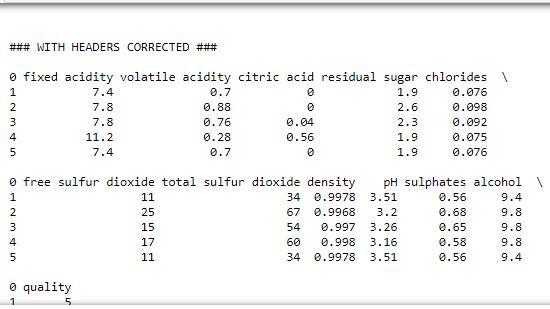 ### WITH HEADERS CORRECTED ###
0 fixed acidity volatile acidity citric acid residual sugar chlorides \
1 7.4 0.7 0 1.9 0.076
2 7.8 0.88 0 2.6 0.098
3 7.8 0.76 0.04 2.3 0.092
4 11.2 0.28 0.56 1.9 0.075
5 7.4 0.7 0 1.9 0.076
0 free sulfur dioxide total sulfur dioxide density pH sulphates alcohol \
1 11 34 0.9978 3.51 0.56 9.4
2 25 67 0.9968 3.2 0.68 9.8
3 15 54 0.997 3.26 0.65 9.8
4 17 60 0.998 3.16 0.58 9.8
5 11 34 0.9978 3.51 0.56 9.4
0 quality
1 5